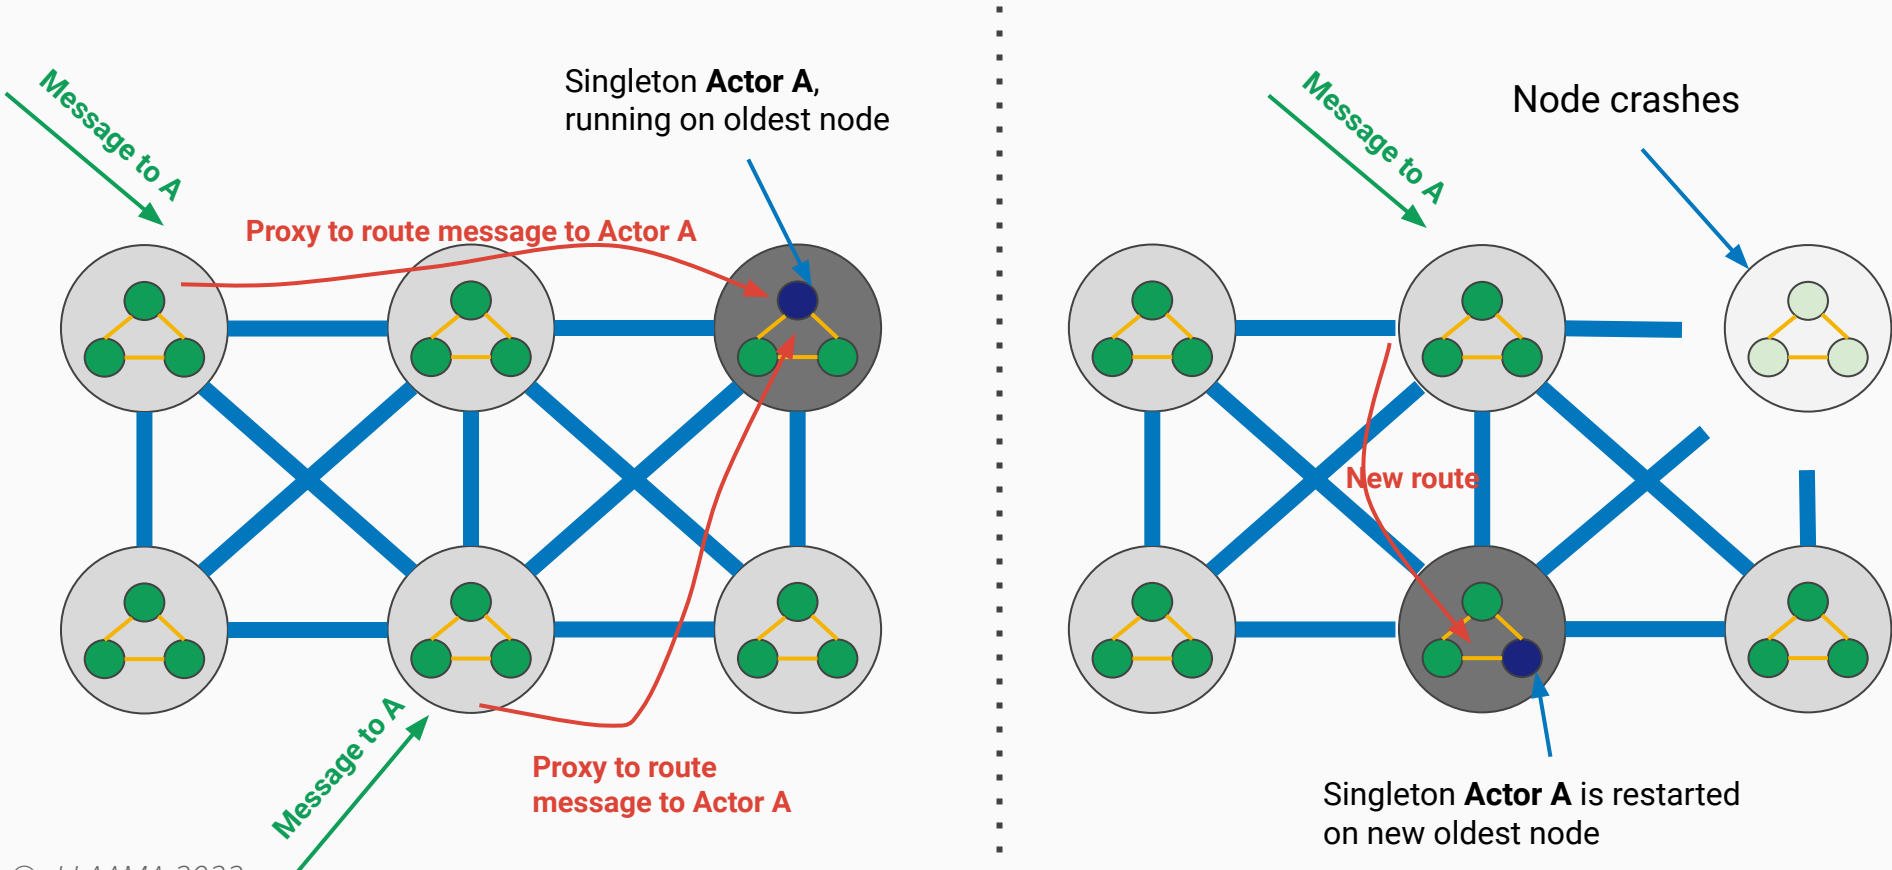 Message to A
Singleton Actor A,
running on oldest node
Proxy to route message to Actor A
Message to A
Proxy to route
message to Actor A
Message to A
Node crashes
New route
Singleton Actor A is restarted
on new oldest node